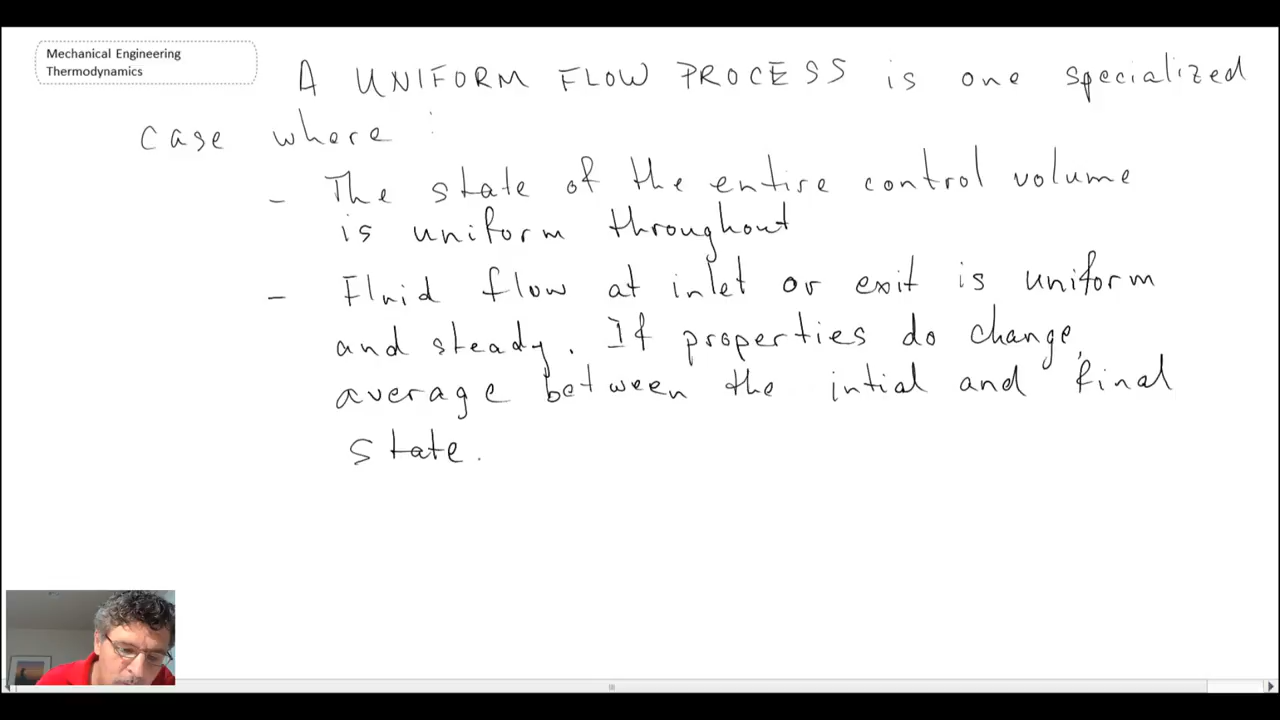 Mechanical Engineering
Thermodynamics
A UNIFORM FLOW PROCESS is one specialized
case where :
- The state of the entire control volume
is uniform throughout
- Fluid flow at inlet or exit is uniform
and steady. If properties do change,
average between the intial and final
state.